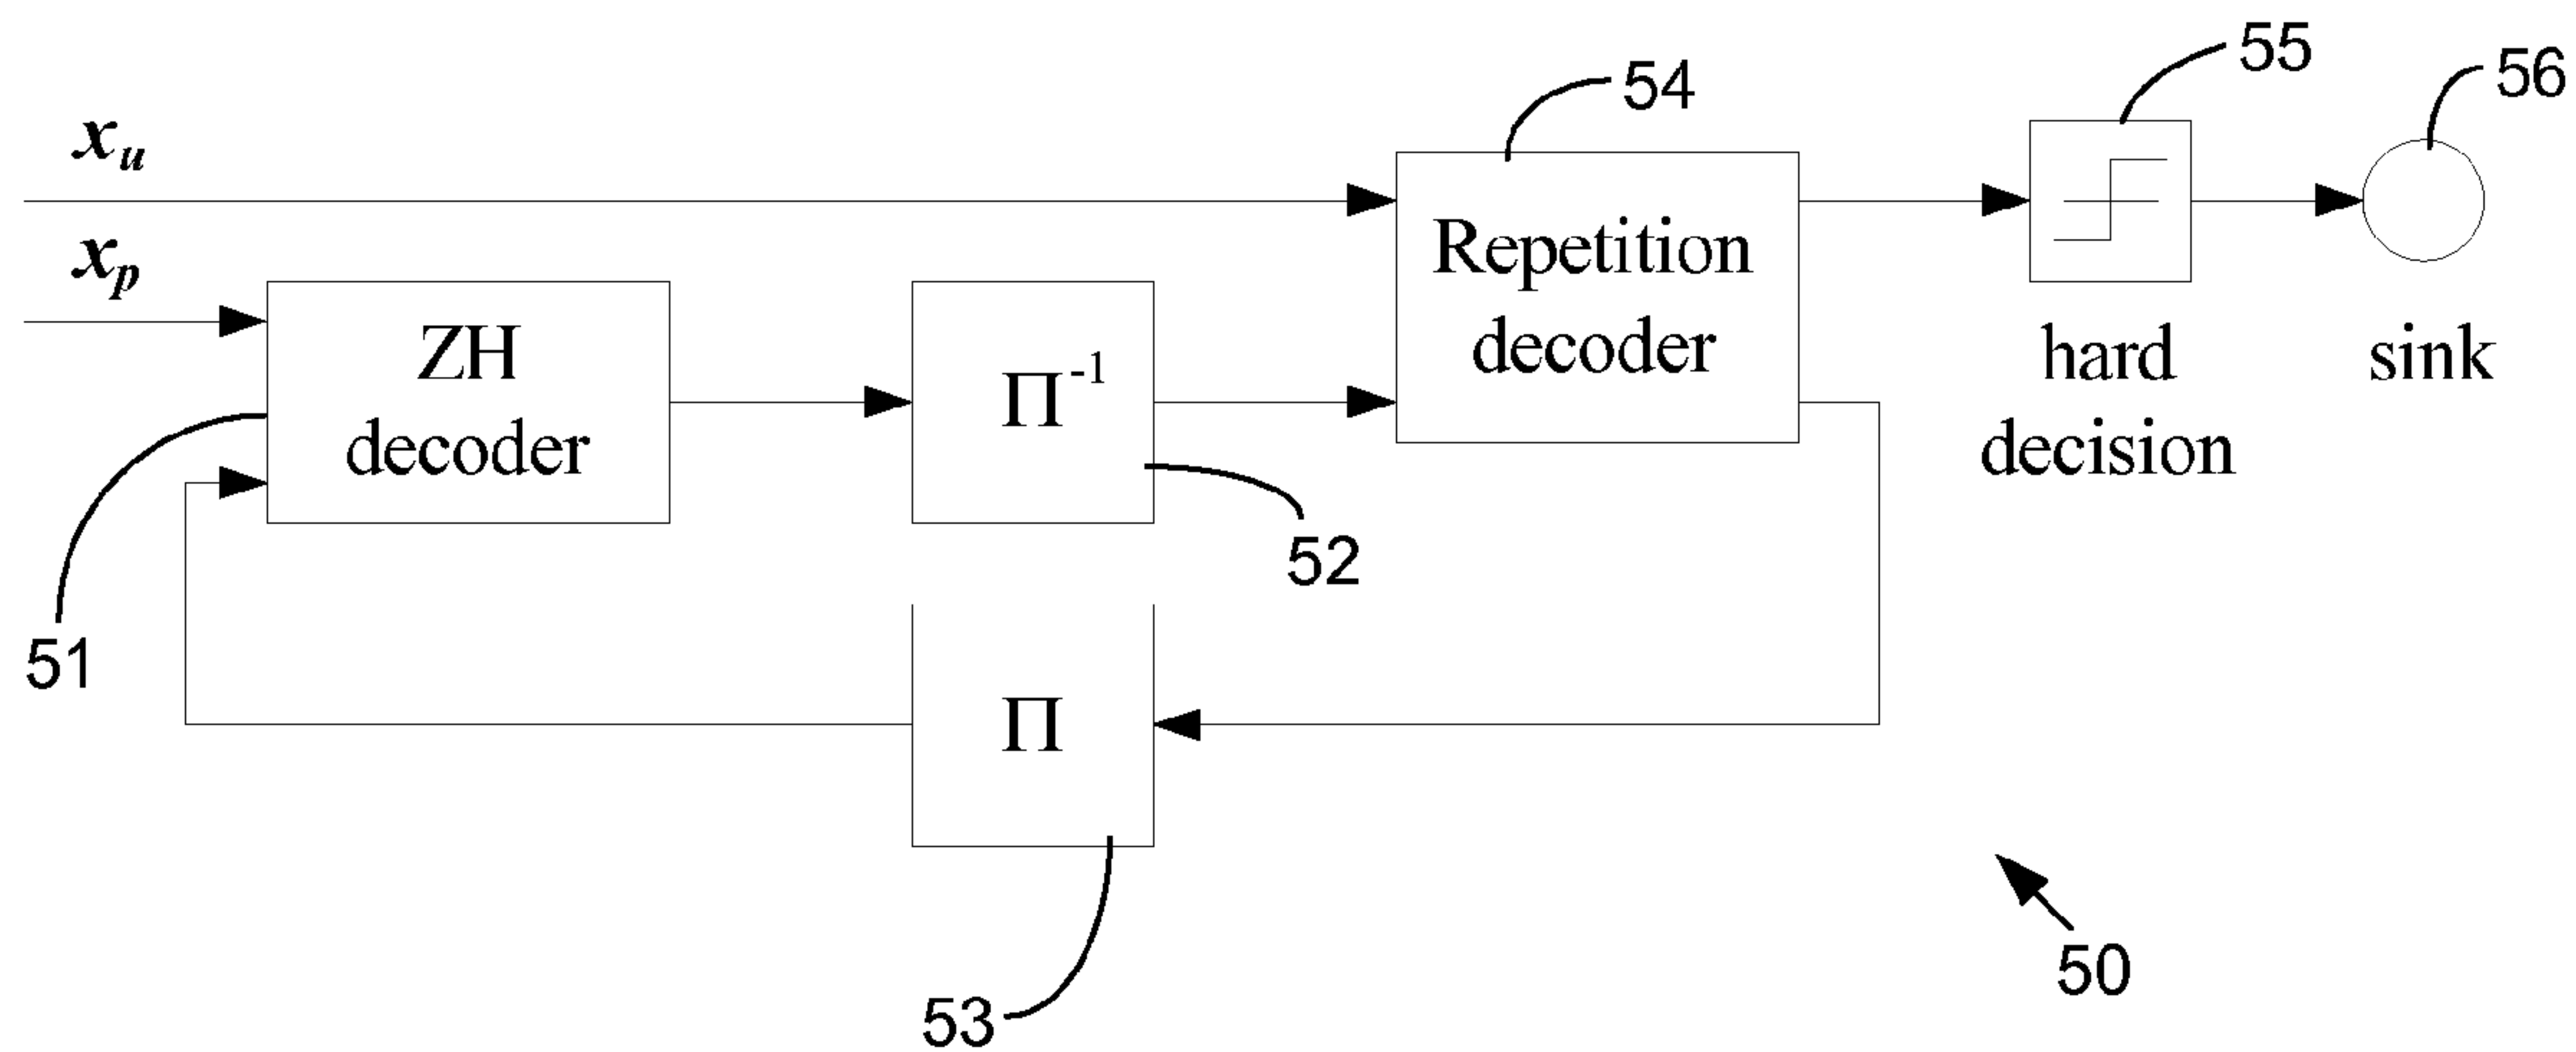 55
56
54
x_u
x_p
Repetition
decoder
ZH
decoder
Π^-1
hard
decision
sink
52
51
Π
50
53